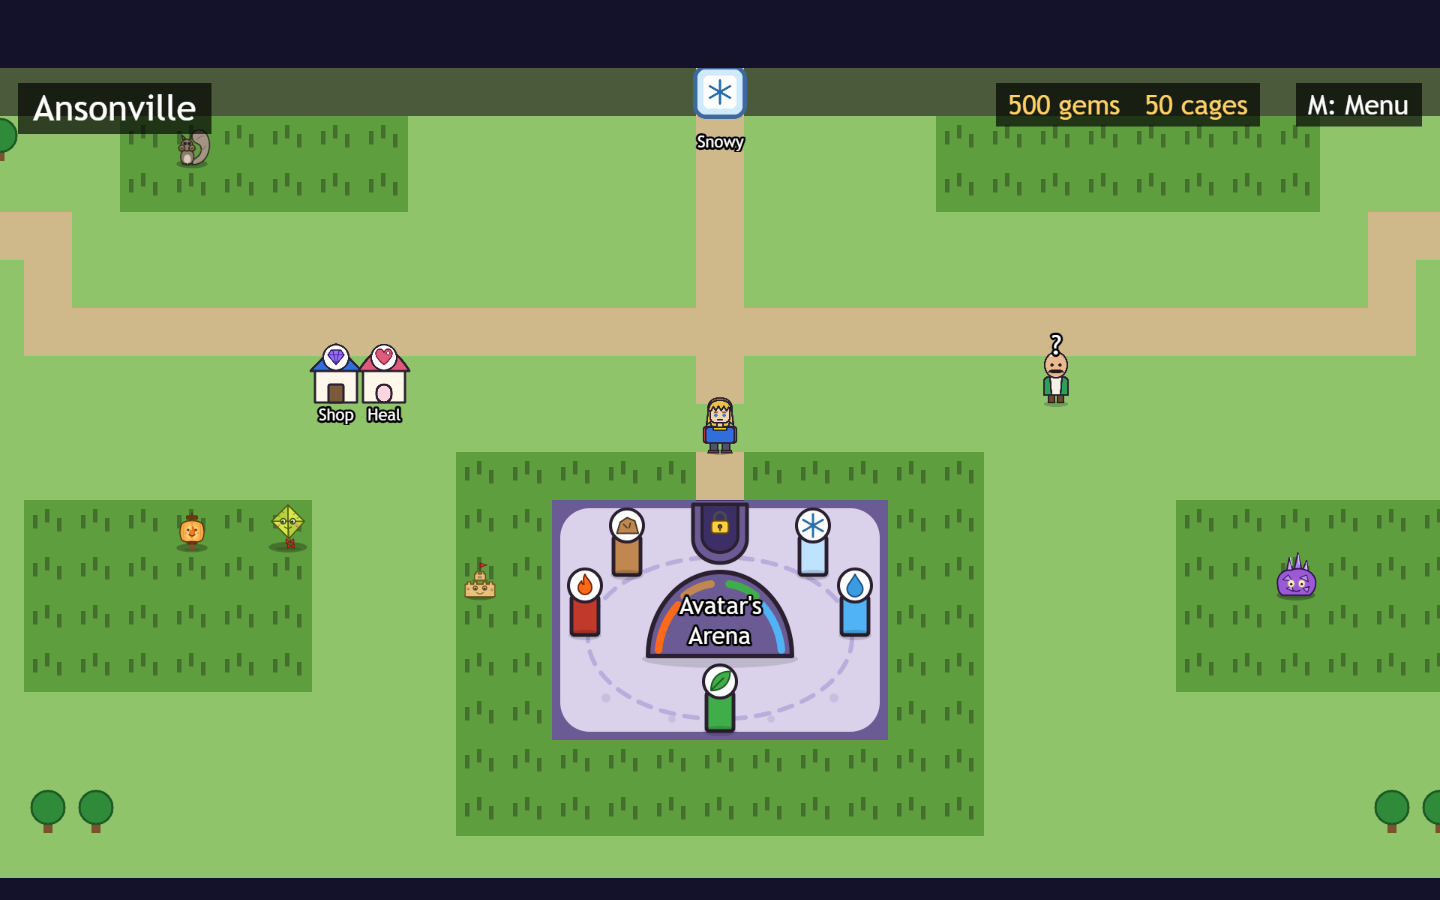 Ansonville
Snowy
500 gems 50 cages
M: Menu
?
Shop
Heal
Avatar's
Arena